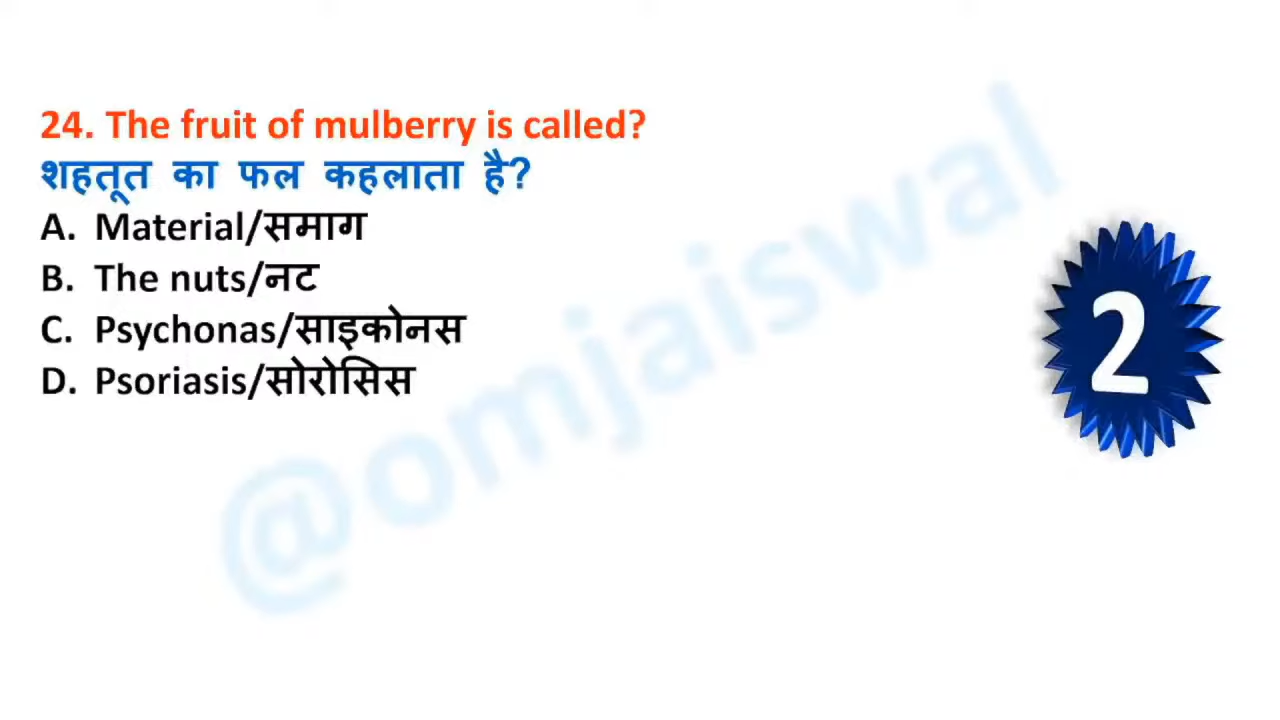 24. The fruit of mulberry is called?
शहतूत का फल कहलाता है?
A. Material/समाग
B. The nuts/नट
C. Psychonas/साइकोनस
D. Psoriasis/सोरोसिस
2
@omjaiswal